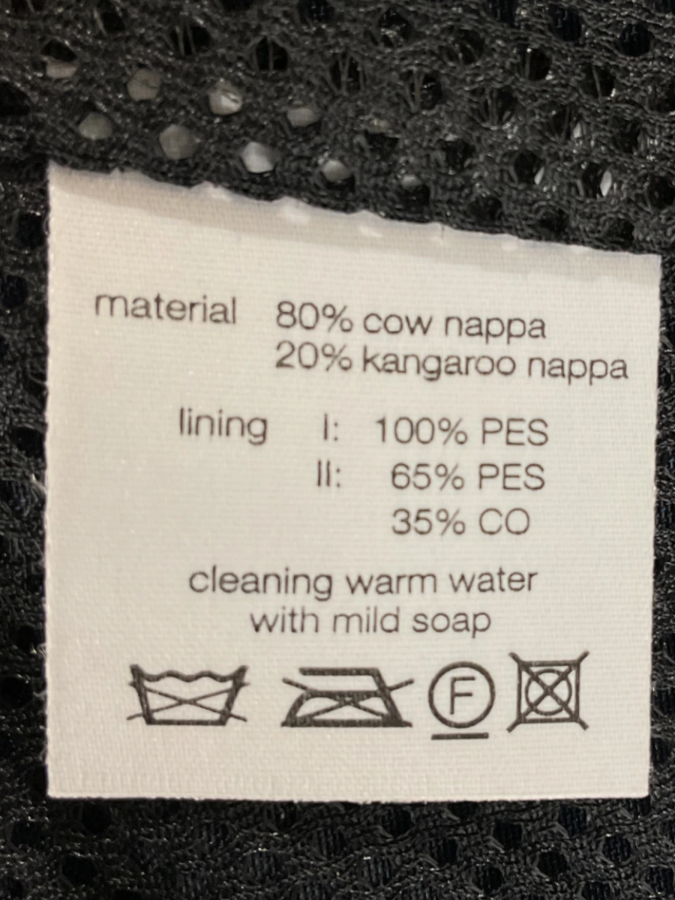 material 80% cow nappa
20% kangaroo nappa
lining I: 100% PES
II: 65% PES
35% CO
cleaning warm water
with mild soap
F